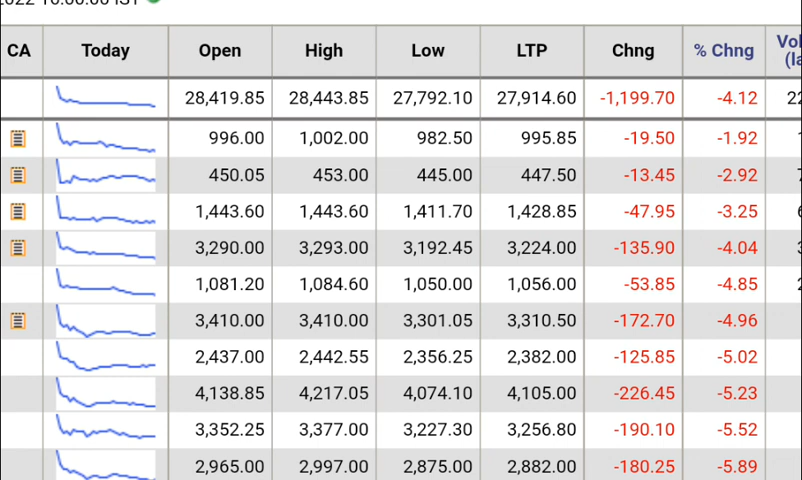 CA Today Open High Low LTP Chng % Chng
28,419.85 28,443.85 27,792.10 27,914.60 -1,199.70 -4.12
996.00 1,002.00 982.50 995.85 -19.50 -1.92
450.05 453.00 445.00 447.50 -13.45 -2.92
1,443.60 1,443.60 1,411.70 1,428.85 -47.95 -3.25
3,290.00 3,293.00 3,192.45 3,224.00 -135.90 -4.04
1,081.20 1,084.60 1,050.00 1,056.00 -53.85 -4.85
3,410.00 3,410.00 3,301.05 3,310.50 -172.70 -4.96
2,437.00 2,442.55 2,356.25 2,382.00 -125.85 -5.02
4,138.85 4,217.05 4,074.10 4,105.00 -226.45 -5.23
3,352.25 3,377.00 3,227.30 3,256.80 -190.10 -5.52
2,965.00 2,997.00 2,875.00 2,882.00 -180.25 -5.89